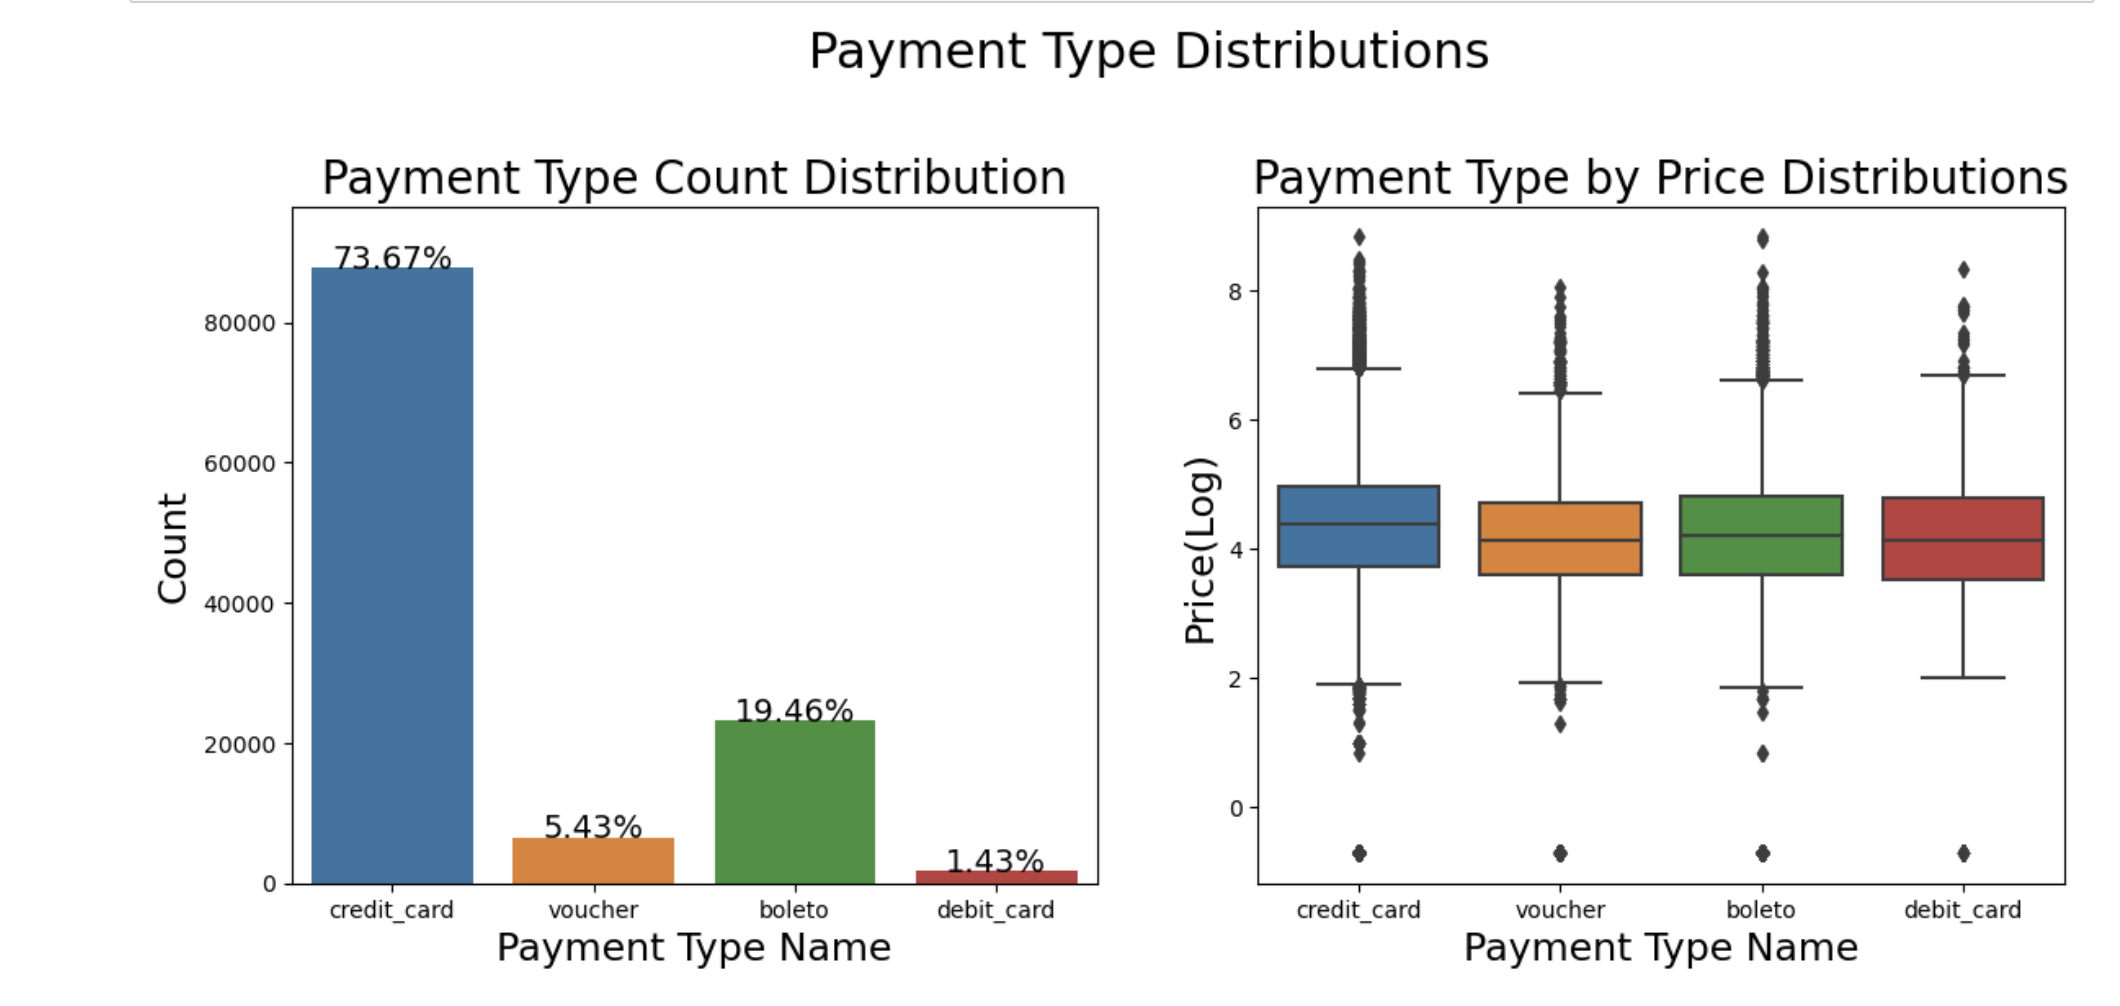 Payment Type Distributions
Payment Type Count Distribution
73.67%
5.43%
19.46%
1.43%
80000
60000
40000
20000
0
Count
credit_card
voucher
boleto
debit_card
Payment Type Name
Payment Type by Price Distributions
8
6
4
2
0
Price(Log)
credit_card
voucher
boleto
debit_card
Payment Type Name